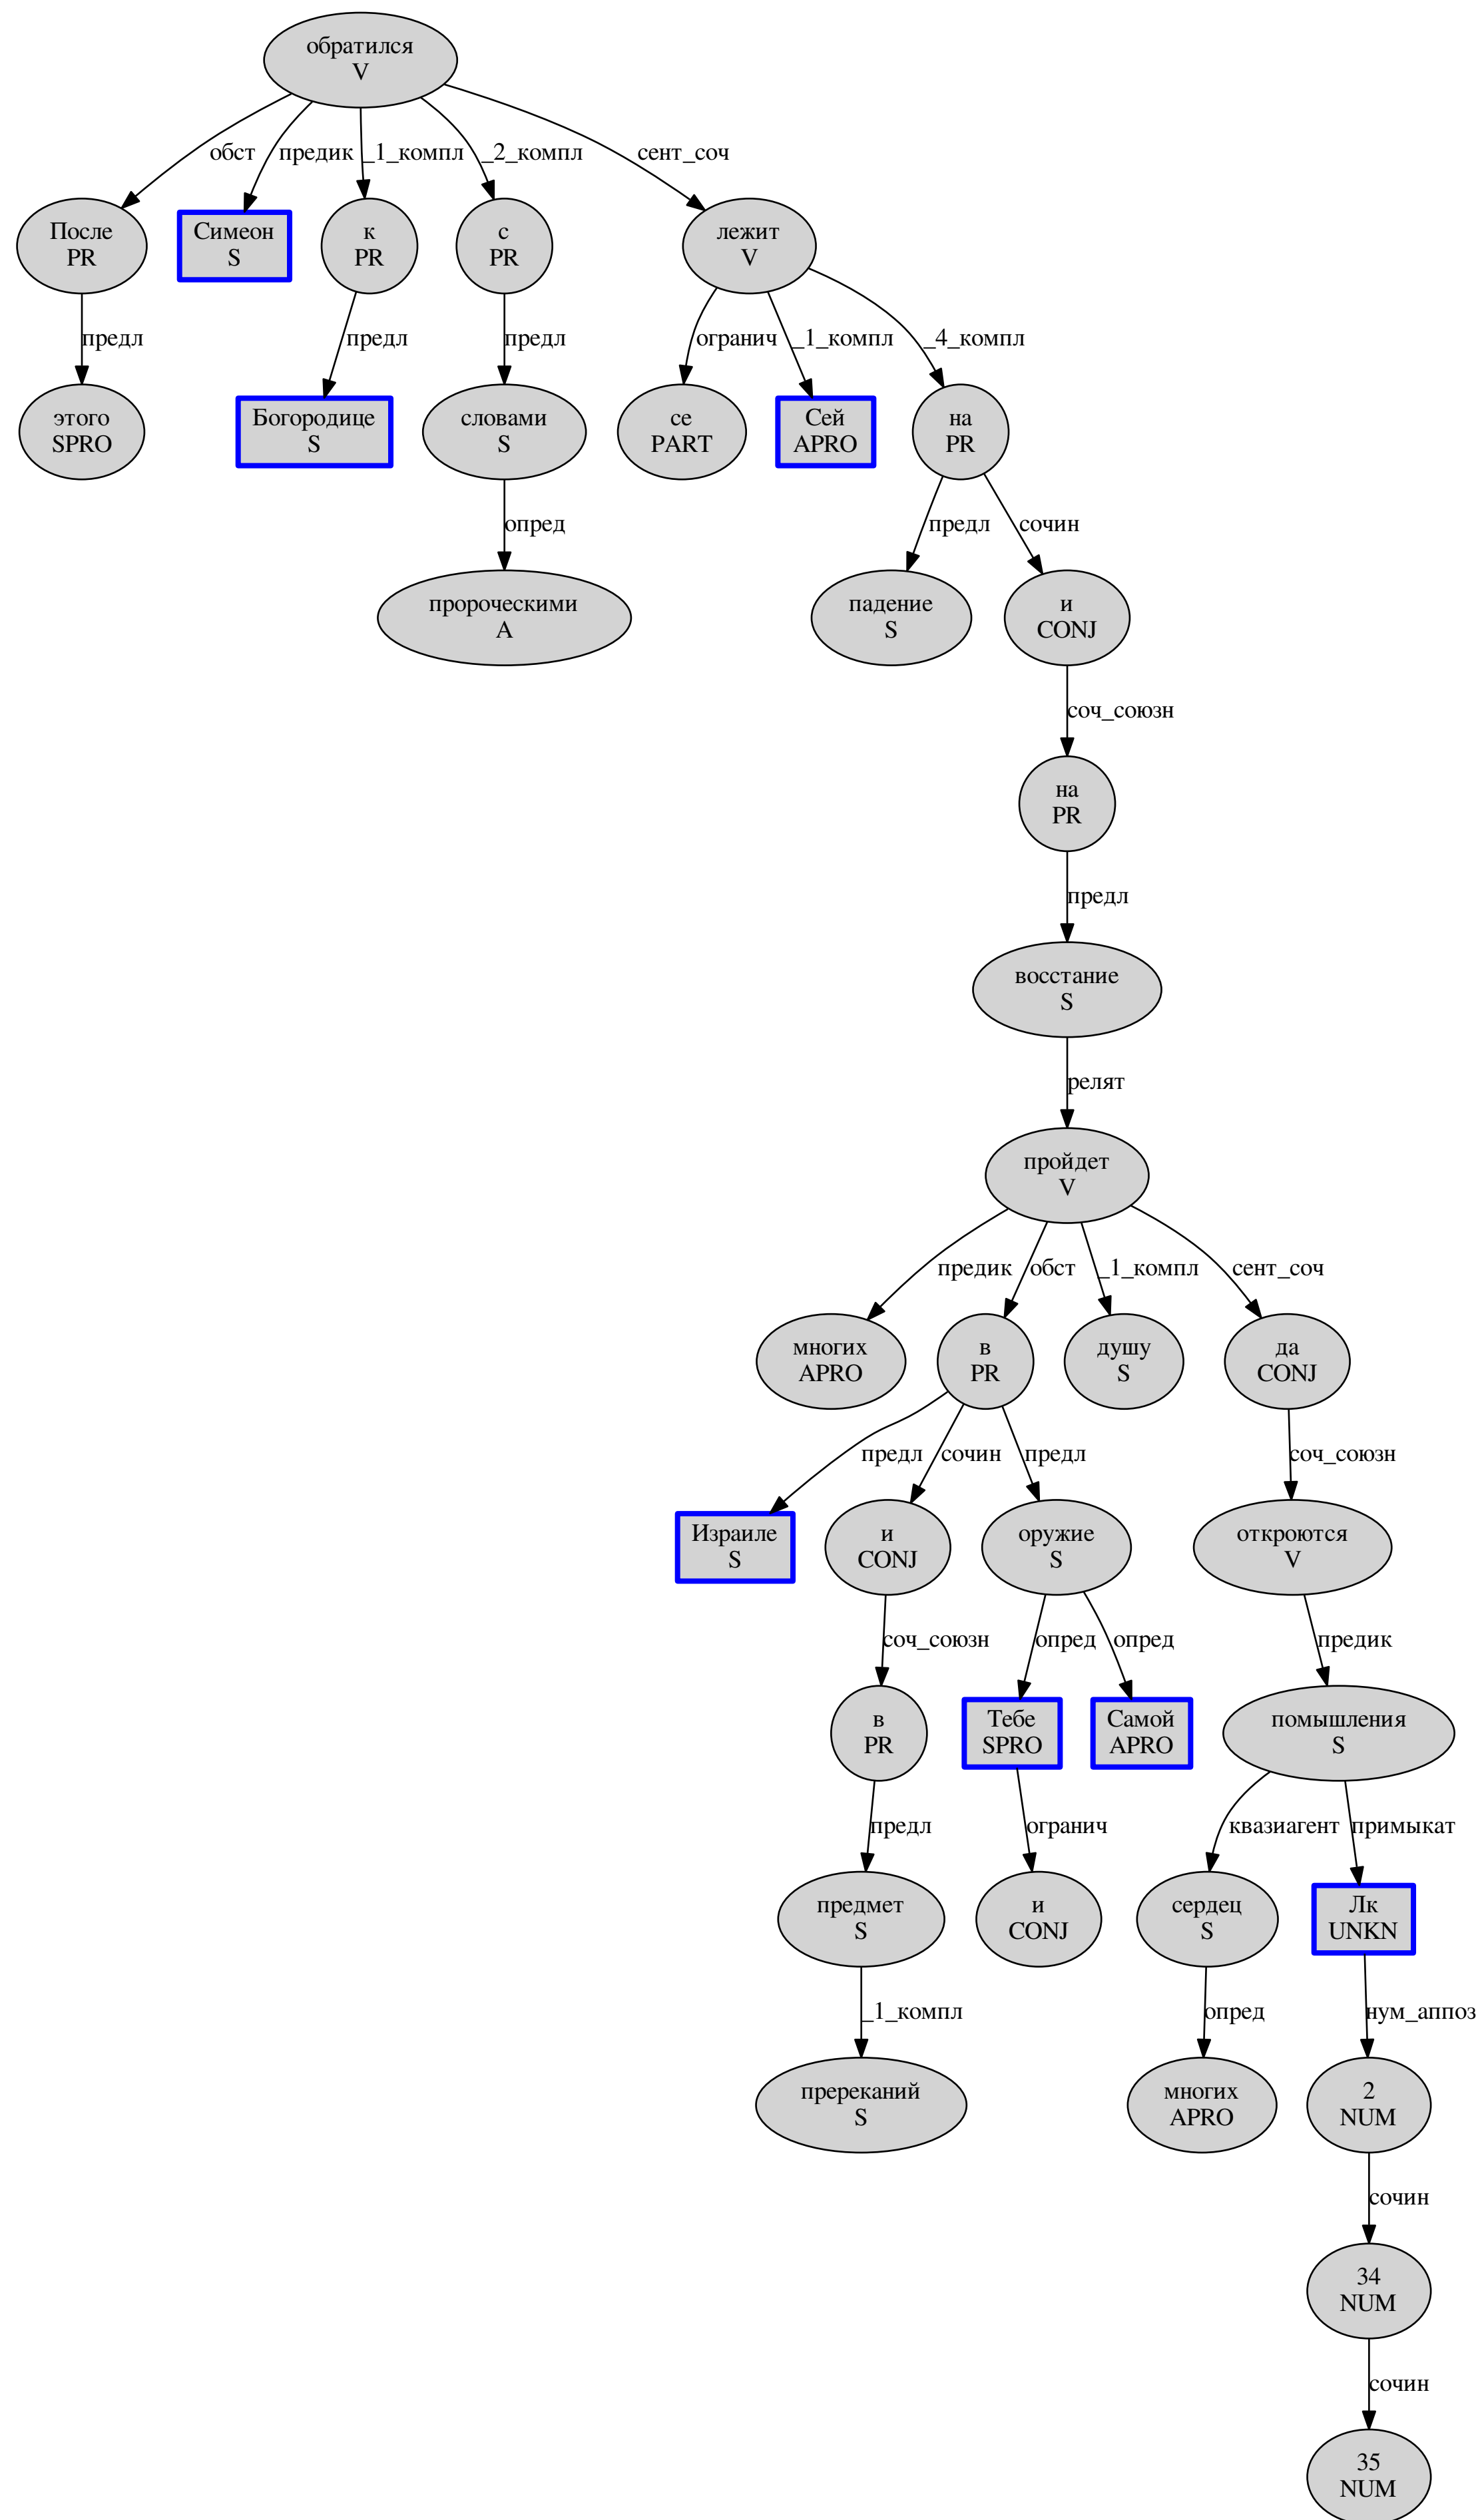 обратился
V
обст
предик
_1_компл
_2_компл
сент_соч
После
PR
Симеон
S
к
PR
с
PR
лежит
V
предл
предл
предл
огранич
_1_компл
_4_компл
этого
SPRO
Богородице
S
словами
S
се
PART
Сей
APRO
на
PR
опред
предл
сочин
пророческими
A
падение
S
и
CONJ
соч_союзн
на
PR
предл
восстание
S
релят
пройдет
V
предик
обст
_1_компл
сент_соч
многих
APRO
в
PR
душу
S
да
CONJ
предл
сочин
предл
соч_союзн
Израиле
S
и
CONJ
оружие
S
откроются
V
соч_союзн
опред
опред
предик
в
PR
Тебе
SPRO
Самой
APRO
помышления
S
предл
огранич
квазиагент
примыкат
предмет
S
и
CONJ
сердец
S
Лк
UNKN
_1_компл
опред
нум_аппоз
пререканий
S
многих
APRO
2
NUM
сочин
34
NUM
сочин
35
NUM